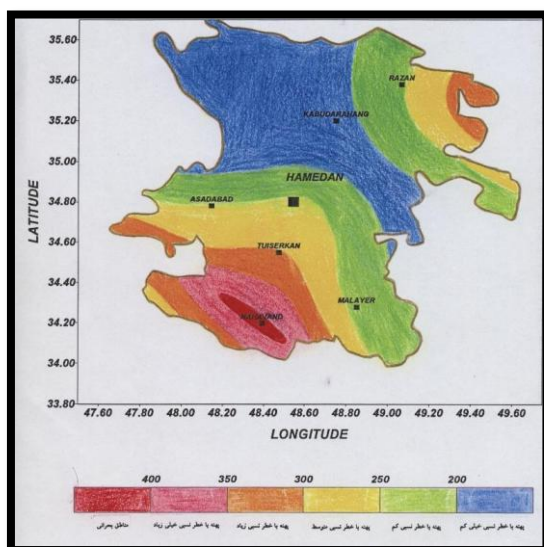 35.60
35.40
35.20
35.00
34.80
34.60
34.40
34.20
34.00
33.80
LATITUDE
RAZAN
KABUDARAHANG
HAMEDAN
ASADABAD
TUISERKAN
MALAYER
47.60 47.80 48.00 48.20 48.40 48.60 48.80 49.00 49.20 49.40 49.60
LONGITUDE
400 350 300 250 200
مناطق بحرانی
پهنه با خطر نسبی خیلی زیاد
پهنه با خطر نسبی زیاد
پهنه با خطر نسبی متوسط
پهنه با خطر نسبی کم
پهنه با خطر نسبی خیلی کم